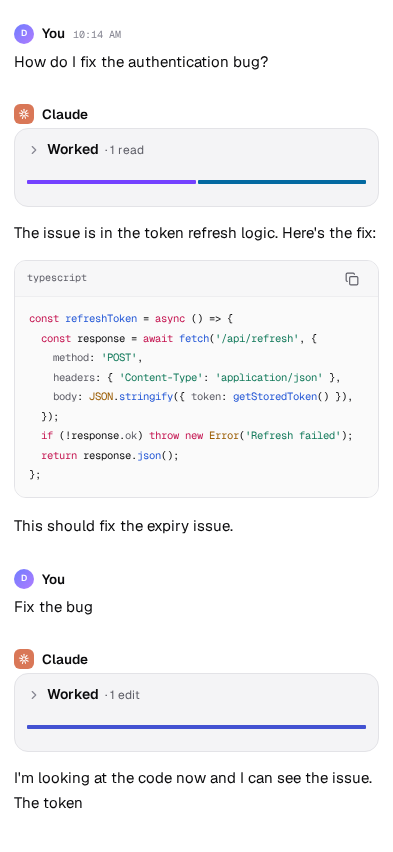 D You 10:14 AM
How do I fix the authentication bug?
Claude
Worked · 1 read
The issue is in the token refresh logic. Here's the fix:
typescript
const refreshToken = async () => {
  const response = await fetch('/api/refresh', {
    method: 'POST',
    headers: { 'Content-Type': 'application/json' },
    body: JSON.stringify({ token: getStoredToken() }),
  });
  if (!response.ok) throw new Error('Refresh failed');
  return response.json();
};
This should fix the expiry issue.
D You
Fix the bug
Claude
Worked · 1 edit
I'm looking at the code now and I can see the issue.
The token